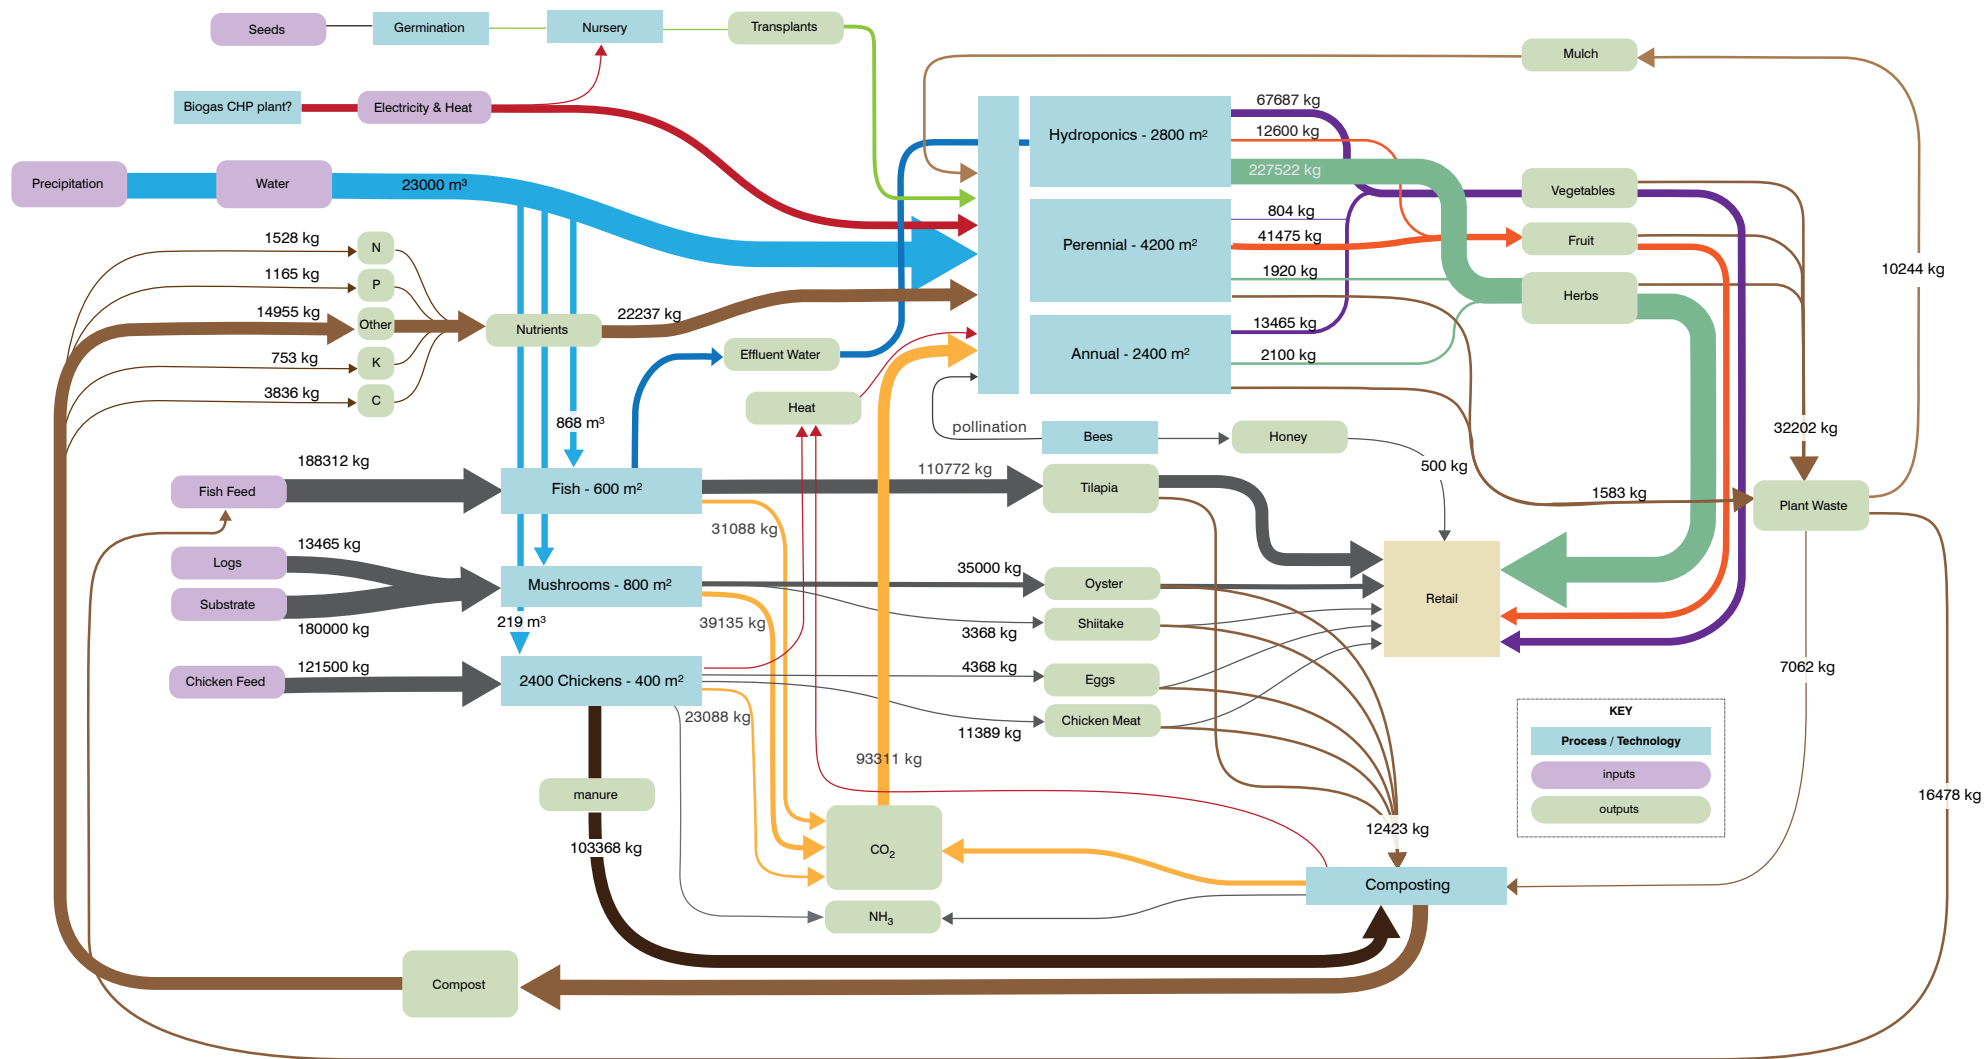 Seeds
Germination
Nursery
Transplants
Mulch
Biogas CHP plant?
Electricity & Heat
67687 kg
Hydroponics - 2800 m²
12600 kg
227522 kg
Precipitation
Water
23000 m³
Vegetables
804 kg
Perennial - 4200 m²
41475 kg
Fruit
1528 kg
N
1165 kg
P
1920 kg
Herbs
10244 kg
14955 kg
Other
Nutrients
22237 kg
13465 kg
753 kg
K
Effluent Water
Annual - 2400 m²
2100 kg
3836 kg
C
Heat
868 m³
pollination
Bees
Honey
32202 kg
188312 kg
110772 kg
500 kg
Fish Feed
Fish - 600 m²
Tilapia
1583 kg
Plant Waste
31088 kg
13465 kg
Logs
35000 kg
Mushrooms - 800 m²
Oyster
Substrate
Retail
180000 kg
219 m³
39135 kg
3368 kg
Shiitake
121500 kg
4368 kg
7062 kg
Chicken Feed
2400 Chickens - 400 m²
Eggs
23088 kg
11389 kg
Chicken Meat
KEY
Process / Technology
93311 kg
inputs
manure
outputs
16478 kg
103368 kg
12423 kg
CO₂
Composting
NH₃
Compost